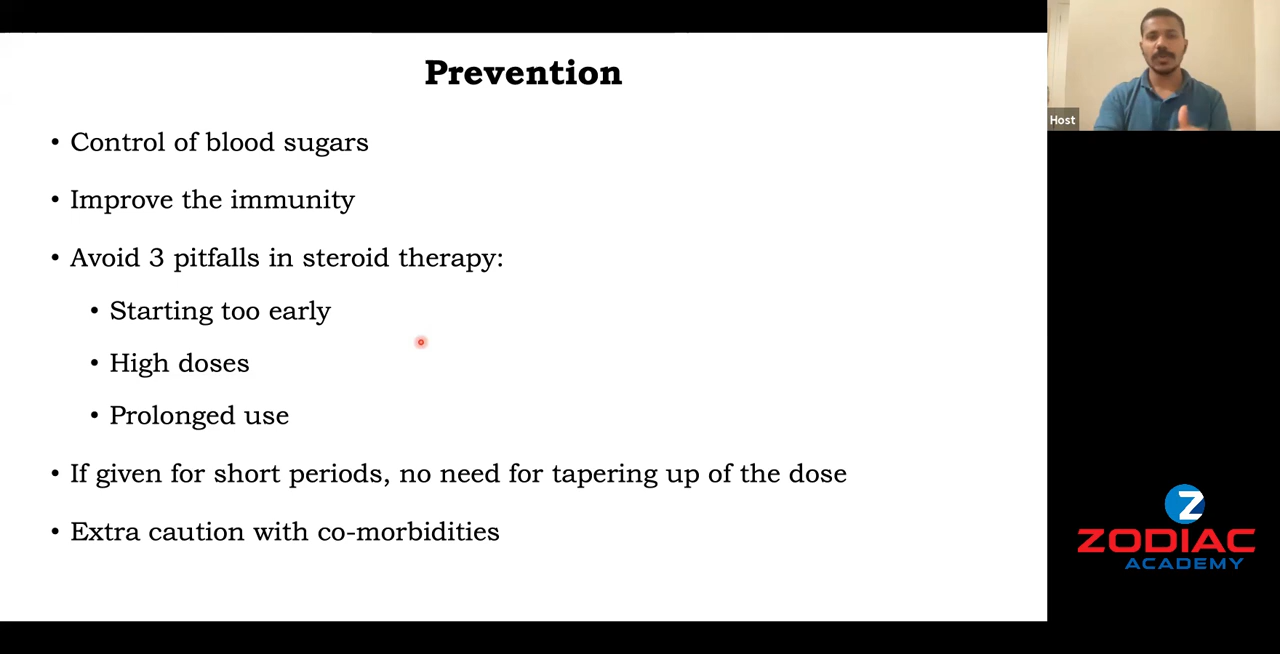 Prevention
• Control of blood sugars
• Improve the immunity
• Avoid 3 pitfalls in steroid therapy:
• Starting too early
• High doses
• Prolonged use
• If given for short periods, no need for tapering up of the dose
• Extra caution with co-morbidities
Host
Z
ZODIAC
ACADEMY